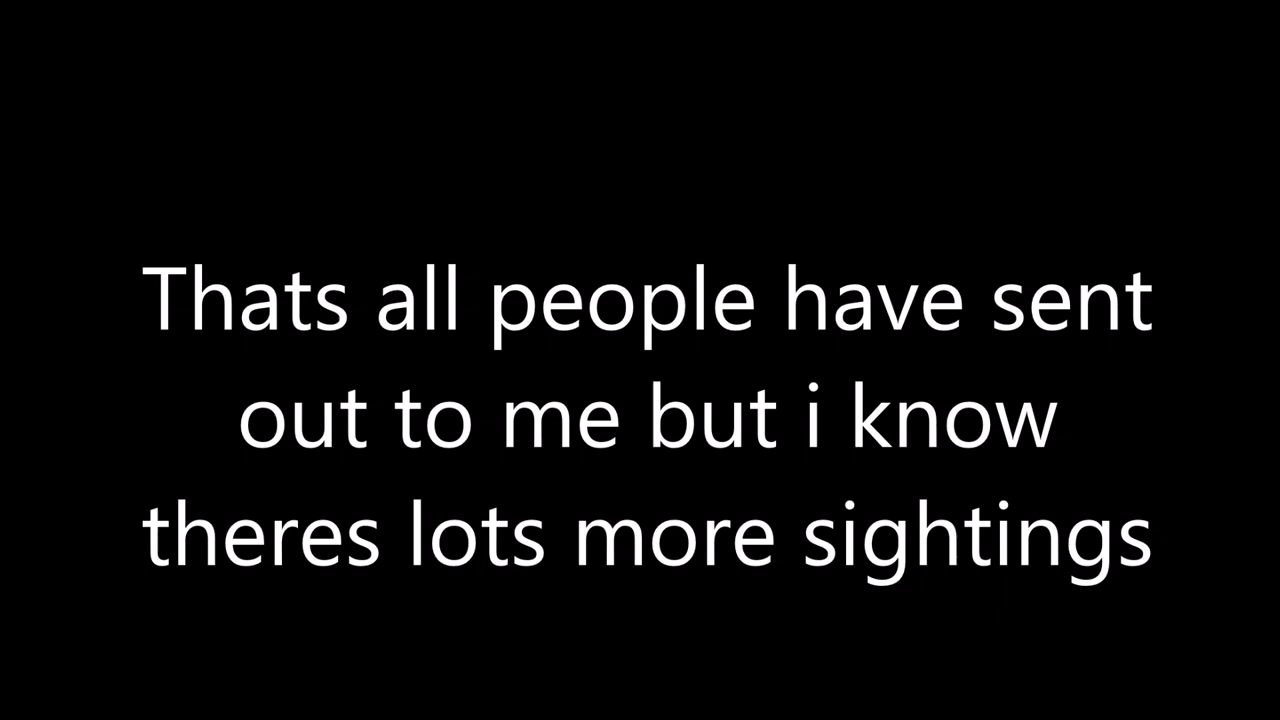 Thats all people have sent
out to me but i know
theres lots more sightings